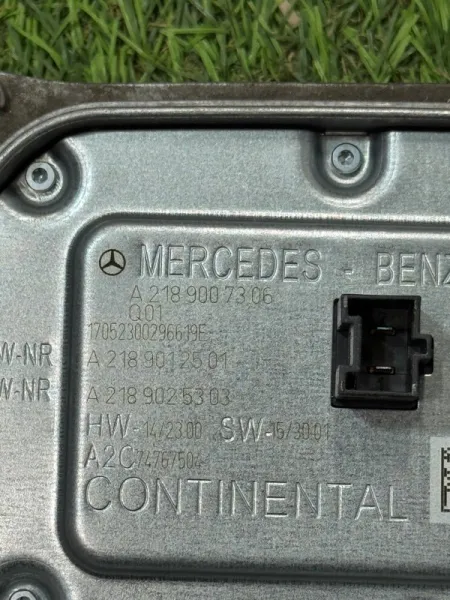 MERCEDES - BENZ
A 218 900 73 06
Q01
1705230029661 9E
W-NR A 218 901 25 01
W-NR A 218 902 53 03
HW-14/23 00 SW-15/30 01
A2C74767504
CONTINENTAL